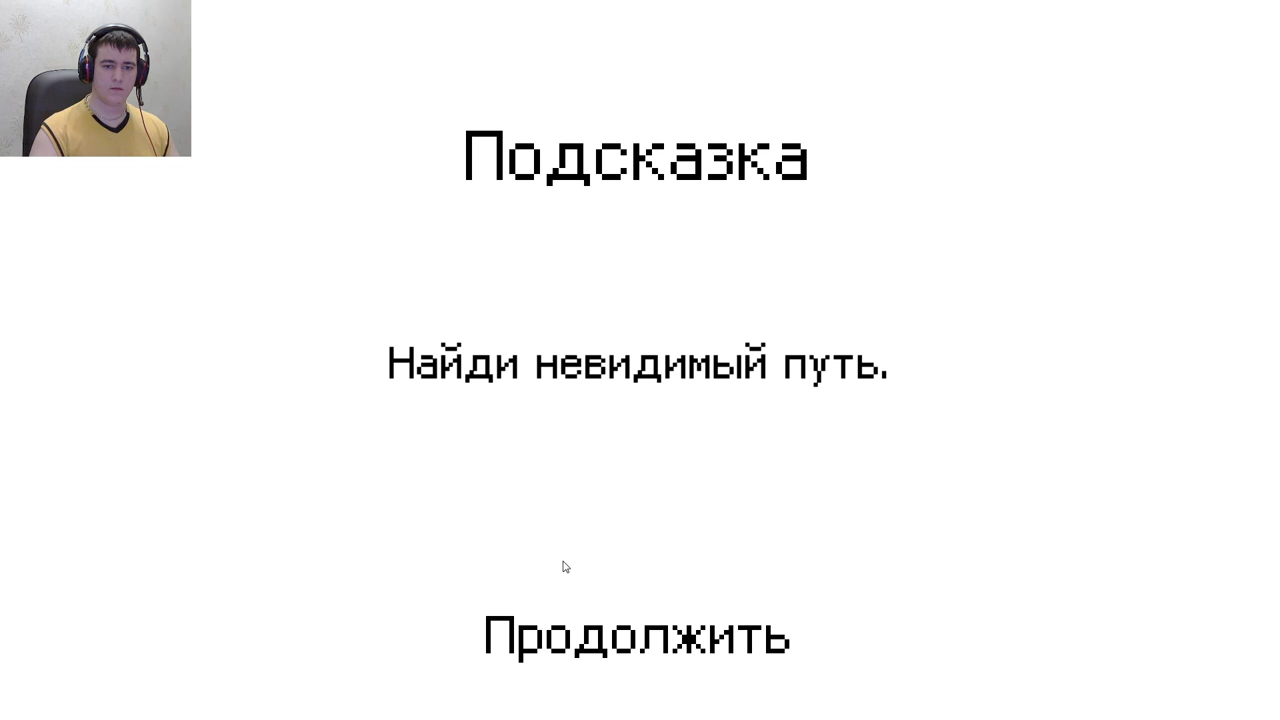 Подсказка
Найди невидимый путь.
Продолжить